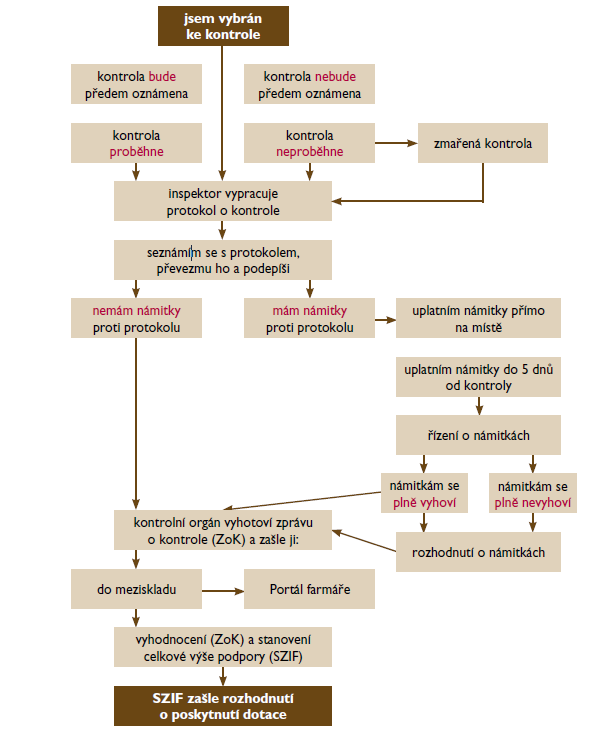 jsem vybrán
ke kontrole
kontrola bude
předem oznámena
kontrola nebude
předem oznámena
kontrola
proběhne
kontrola
neproběhne
zmařená kontrola
inspektor vypracuje
protokol o kontrole
seznámím se s protokolem,
převezmu ho a podepíši
nemám námitky
proti protokolu
mám námitky
proti protokolu
uplatním námitky přímo
na místě
uplatním námitky do 5 dnů
od kontroly
řízení o námitkách
námitkám se
plně vyhoví
námitkám se
plně nevyhoví
kontrolní orgán vyhotoví zprávu
o kontrole (ZoK) a zašle ji:
rozhodnutí o námitkách
do meziskladu
Portál farmáře
vyhodnocení (ZoK) a stanovení
celkové výše podpory (SZIF)
SZIF zašle rozhodnutí
o poskytnutí dotace